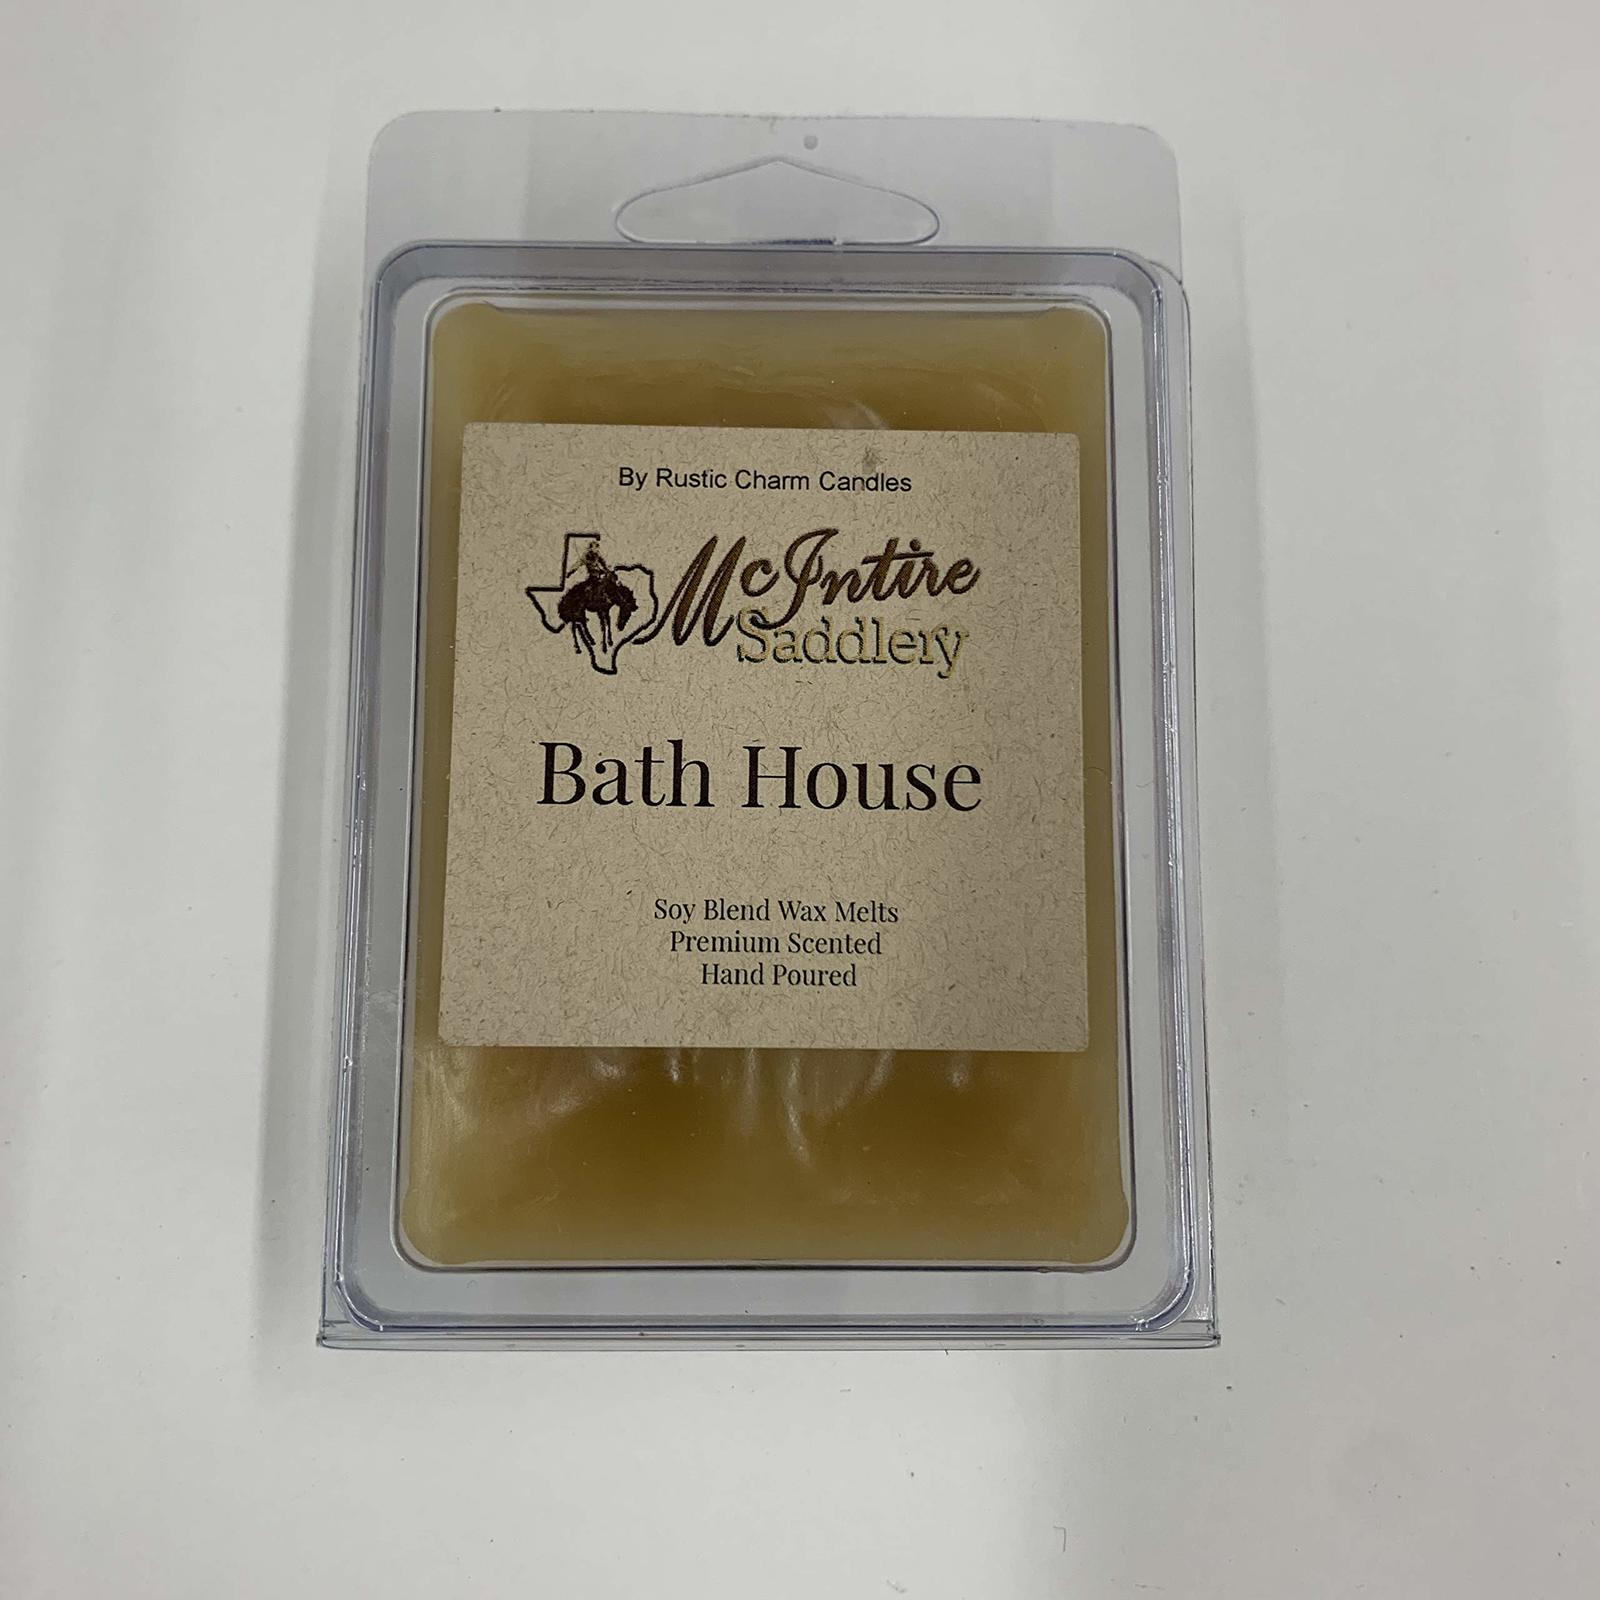 By Rustic Charm Candles
McIntire
Saddlery
Bath House
Soy Blend Wax Melts
Premium Scented
Hand Poured